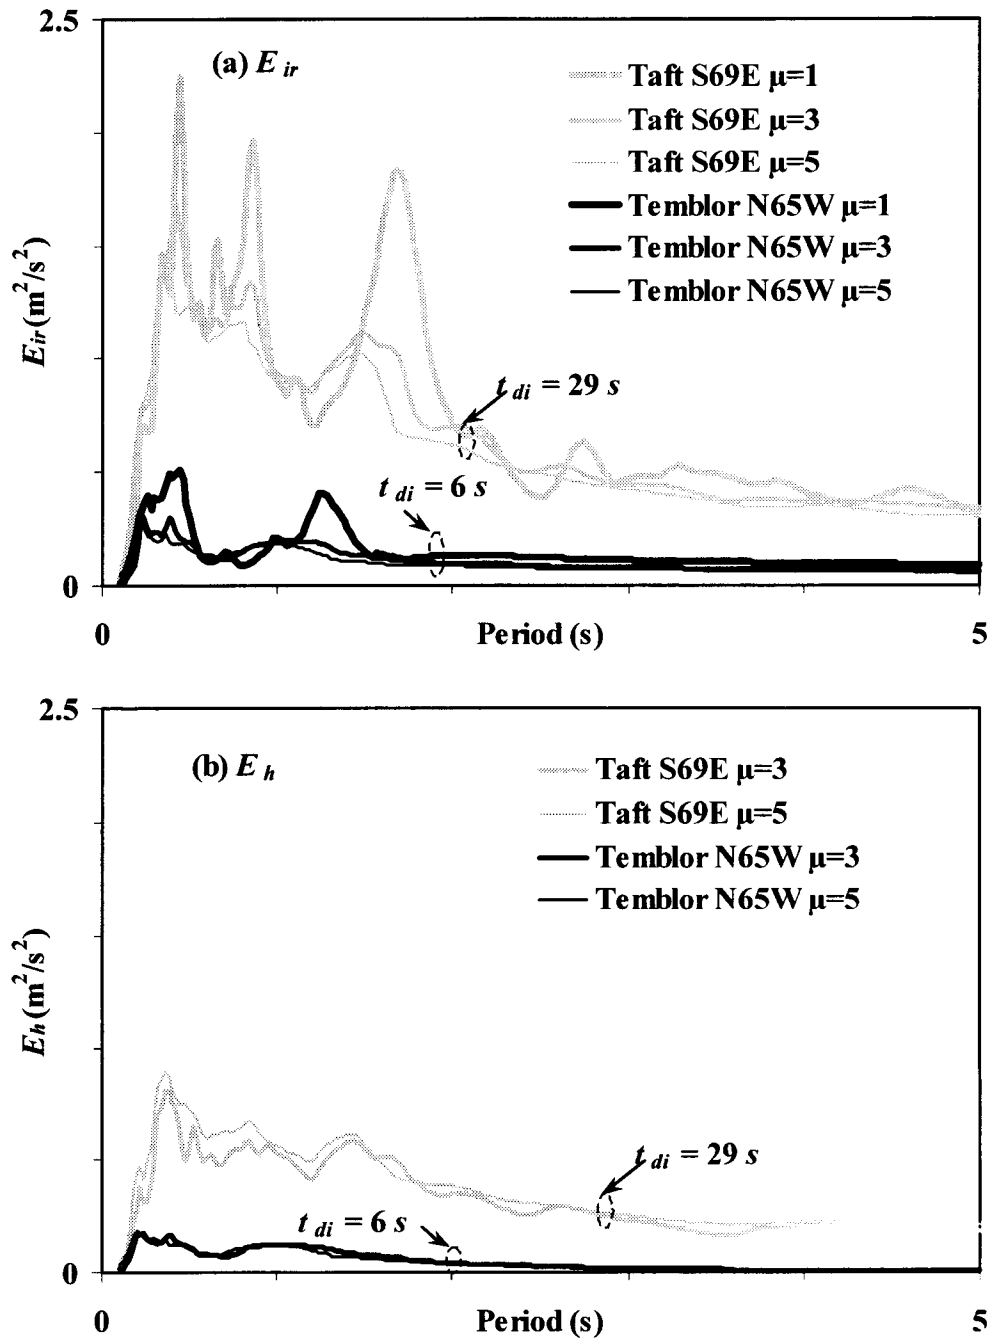 2.5
(a) E ir
Taft S69E μ=1
Taft S69E μ=3
Taft S69E μ=5
Temblor N65W μ=1
Temblor N65W μ=3
Temblor N65W μ=5
Eir (m²/s²)
t di = 29 s
t di = 6 s
0
0
Period (s)
5
2.5
(b) E h
Taft S69E μ=3
Taft S69E μ=5
Temblor N65W μ=3
Temblor N65W μ=5
Eh (m²/s²)
t di = 29 s
t di = 6 s
0
0
Period (s)
5